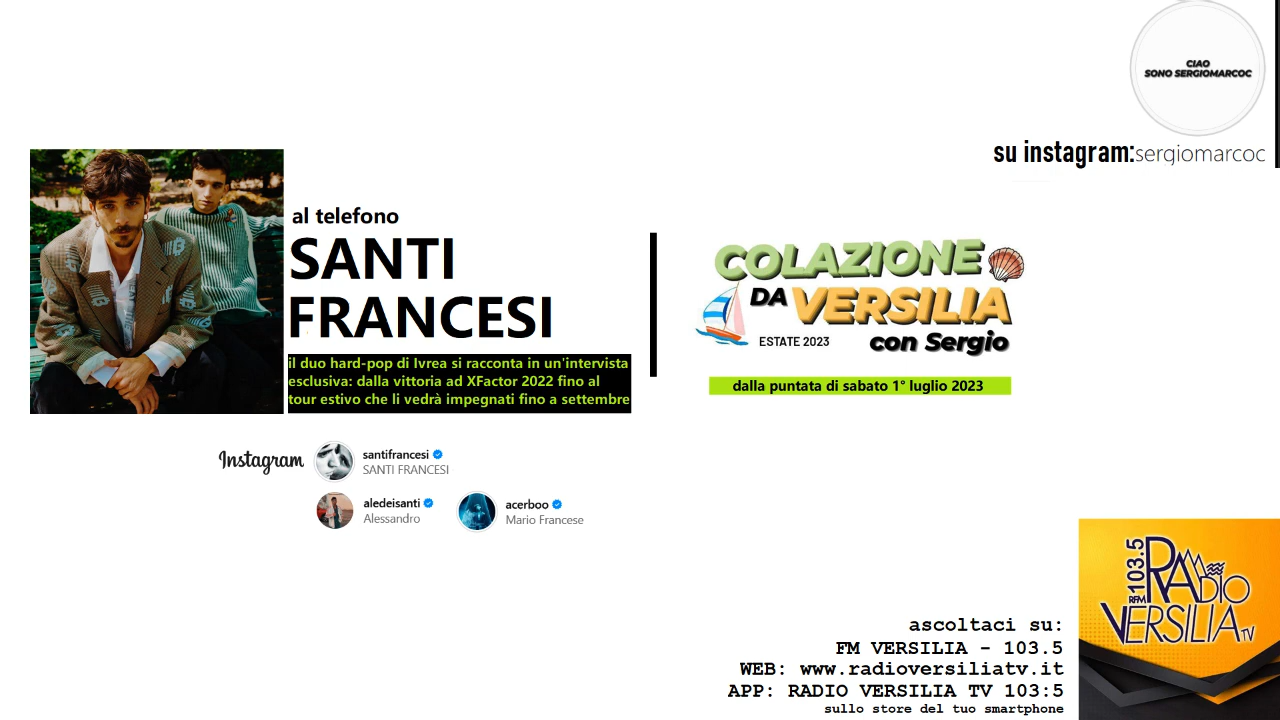 CIAO
SONO SERGIOMARCOC
su instagram:sergiomarcoc
al telefono
SANTI
FRANCESI
il duo hard-pop di Ivrea si racconta in un'intervista
esclusiva: dalla vittoria ad XFactor 2022 fino al
tour estivo che li vedrà impegnati fino a settembre
COLAZIONE
DA VERSILIA
ESTATE 2023
con Sergio
dalla puntata di sabato 1° luglio 2023
Instagram
santifrancesi
SANTI FRANCESI
aledeisanti
Alessandro
acerboo
Mario Francese
RFM 103.5
RADIO
VERSILIA TV
ascoltaci su:
FM VERSILIA - 103.5
WEB: www.radioversiliatv.it
APP: RADIO VERSILIA TV 103:5
sullo store del tuo smartphone